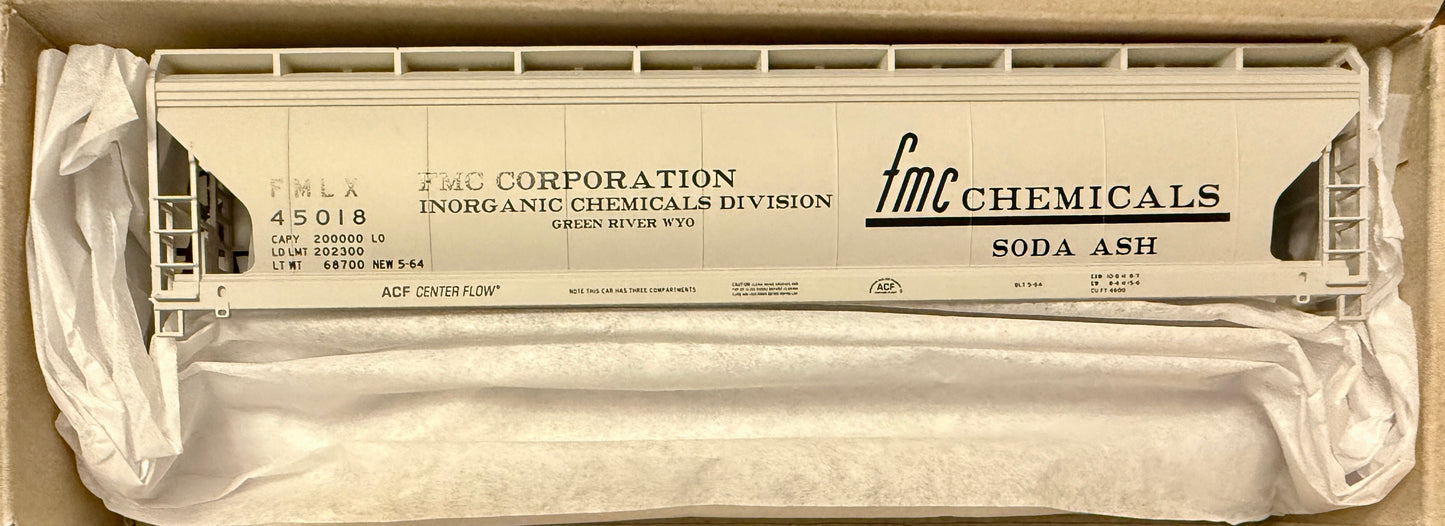 FMLX
45018
CAPY 200000 LO
LD LMT 202300
LT WT 68700 NEW 5-64
FMC CORPORATION
INORGANIC CHEMICALS DIVISION
GREEN RIVER WYO
fmc CHEMICALS
SODA ASH
ACF CENTER FLOW®
NOTE THIS CAR HAS THREE COMPARTMENTS
ACF
BLT 5-64
CU FT 4600